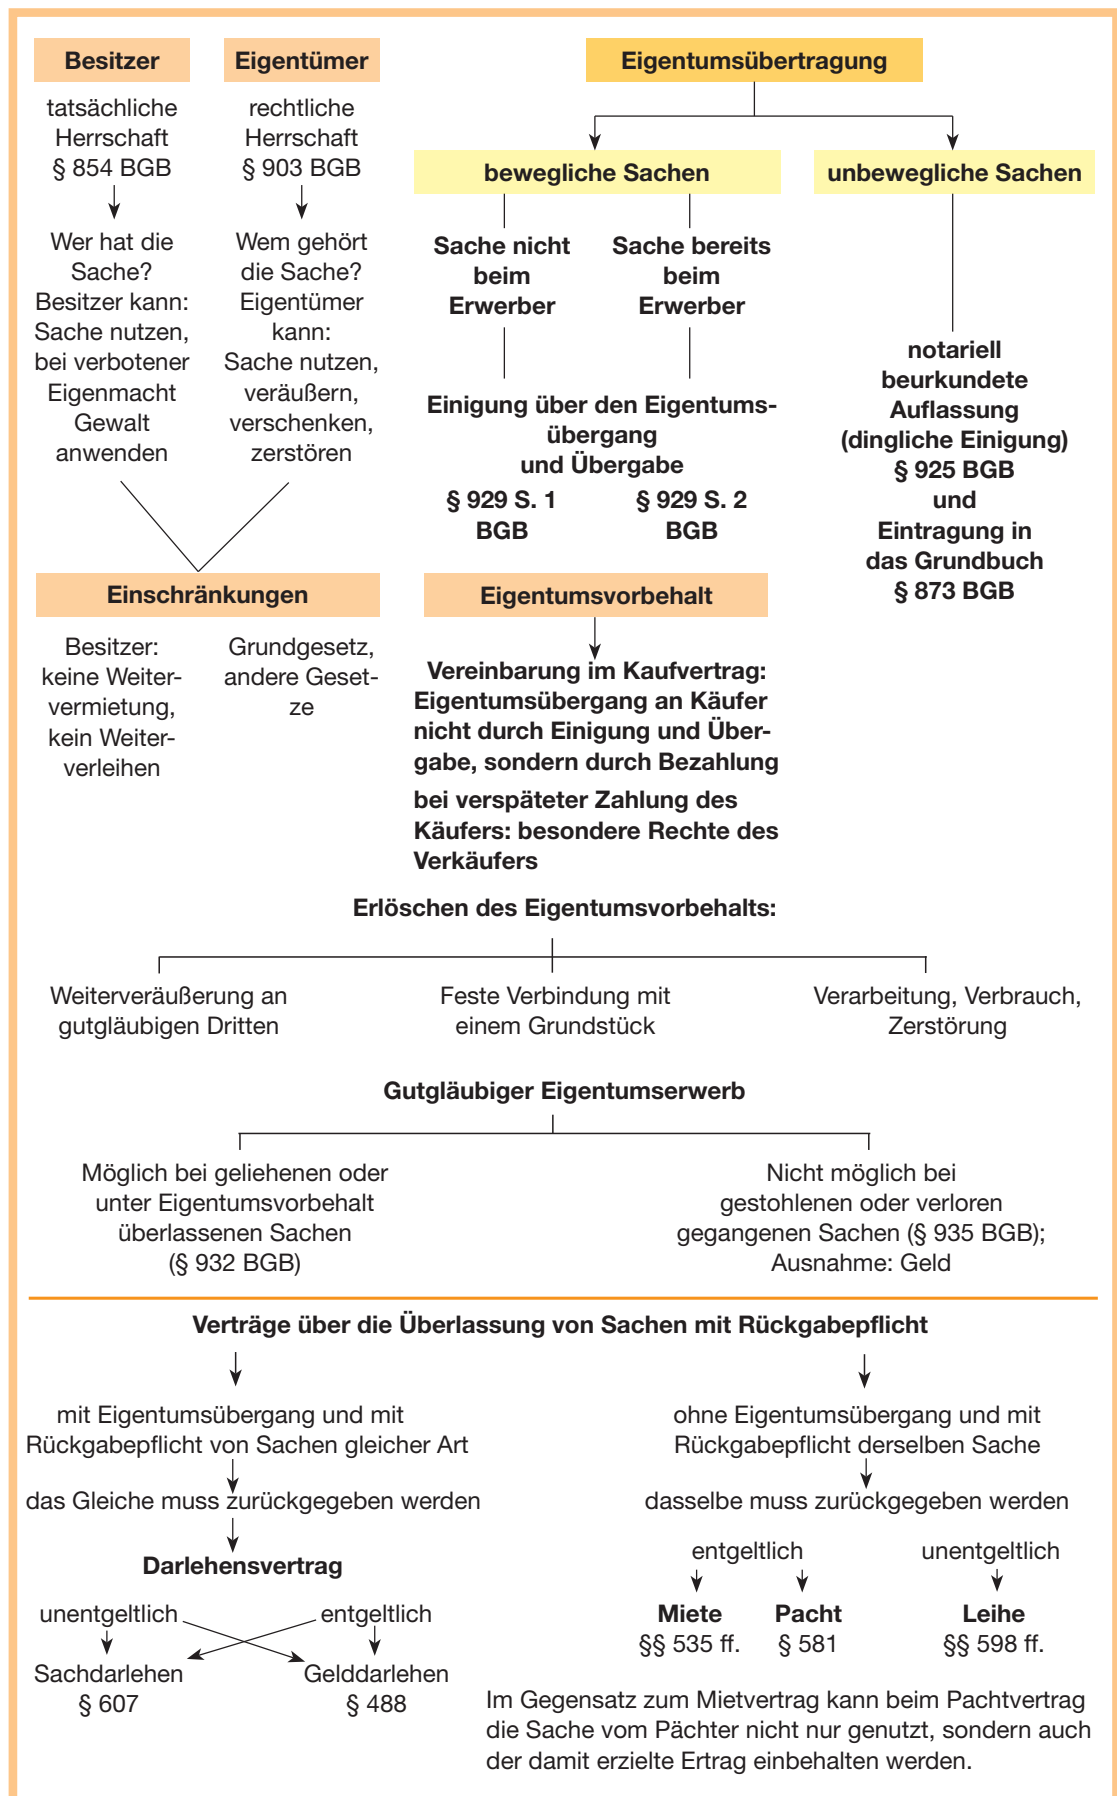 Besitzer
tatsächliche
Herrschaft
§ 854 BGB
Wer hat die
Sache?
Besitzer kann:
Sache nutzen,
bei verbotener
Eigenmacht
Gewalt
anwenden
Eigentümer
rechtliche
Herrschaft
§ 903 BGB
Wem gehört
die Sache?
Eigentümer
kann:
Sache nutzen,
veräußern,
verschenken,
zerstören
Einschränkungen
Besitzer:
keine Weiter-
vermietung,
kein Weiter-
verleihen
Grundgesetz,
andere Geset-
ze
Eigentumsübertragung
bewegliche Sachen
Sache nicht
beim
Erwerber
Sache bereits
beim
Erwerber
Einigung über den Eigentums-
übergang
und Übergabe
§ 929 S. 1
BGB
§ 929 S. 2
BGB
unbewegliche Sachen
notariell
beurkundete
Auflassung
(dingliche Einigung)
§ 925 BGB
und
Eintragung in
das Grundbuch
§ 873 BGB
Eigentumsvorbehalt
Vereinbarung im Kaufvertrag:
Eigentumsübergang an Käufer
nicht durch Einigung und Über-
gabe, sondern durch Bezahlung
bei verspäteter Zahlung des
Käufers: besondere Rechte des
Verkäufers
Erlöschen des Eigentumsvorbehalts:
Weiterveräußerung an
gutgläubigen Dritten
Feste Verbindung mit
einem Grundstück
Verarbeitung, Verbrauch,
Zerstörung
Gutgläubiger Eigentumserwerb
Möglich bei geliehenen oder
unter Eigentumsvorbehalt
überlassenen Sachen
(§ 932 BGB)
Nicht möglich bei
gestohlenen oder verloren
gegangenen Sachen (§ 935 BGB);
Ausnahme: Geld
Verträge über die Überlassung von Sachen mit Rückgabepflicht
mit Eigentumsübergang und mit
Rückgabepflicht von Sachen gleicher Art
das Gleiche muss zurückgegeben werden
Darlehensvertrag
unentgeltlich
entgeltlich
Sachdarlehen
§ 607
Gelddarlehen
§ 488
ohne Eigentumsübergang und mit
Rückgabepflicht derselben Sache
dasselbe muss zurückgegeben werden
entgeltlich
unentgeltlich
Miete
§§ 535 ff.
Pacht
§ 581
Leihe
§§ 598 ff.
Im Gegensatz zum Mietvertrag kann beim Pachtvertrag
die Sache vom Pächter nicht nur genutzt, sondern auch
der damit erzielte Ertrag einbehalten werden.